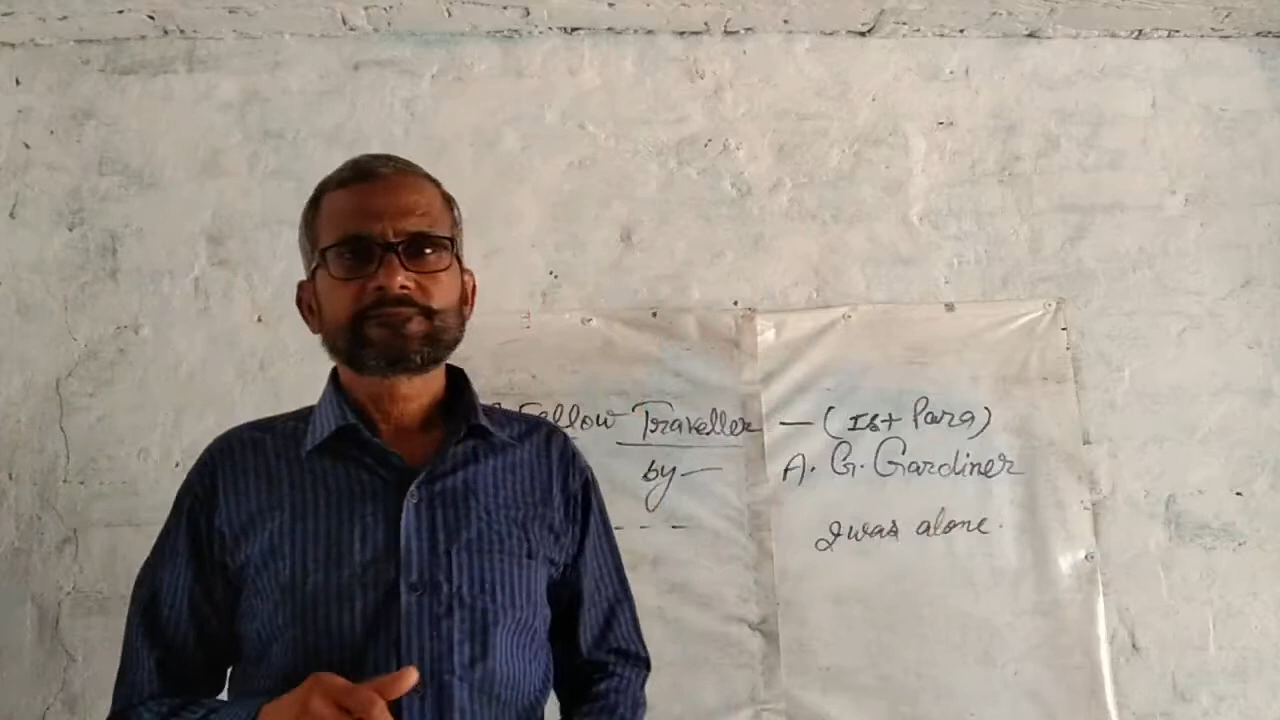 Fellow Traveller — (Ist Para)
by — A. G. Gardiner
I was alone.